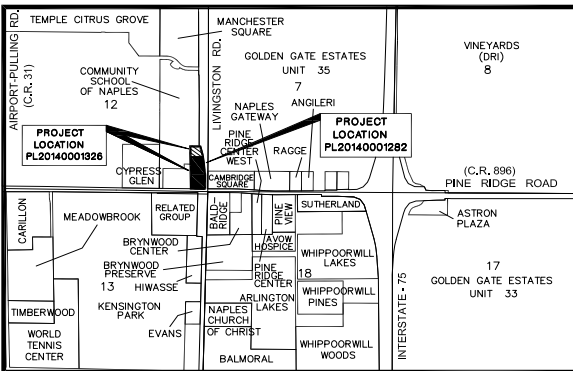 TEMPLE CITRUS GROVE
MANCHESTER
SQUARE
AIRPORT-PULLING RD.
(C.R. 31)
COMMUNITY
SCHOOL
OF NAPLES
12
LIVINGSTON RD.
GOLDEN GATE ESTATES
UNIT 35
7
VINEYARDS
(DRI)
8
NAPLES
GATEWAY
ANGILERI
PROJECT
LOCATION
PL20140001326
PROJECT
LOCATION
PL20140001282
PINE
RIDGE
CENTER
WEST
RAGGE
CYPRESS
GLEN
CAMBRIDGE
SQUARE
(C.R. 896)
PINE RIDGE ROAD
CARILLON
MEADOWBROOK
RELATED
GROUP
BALD-
RIDGE
PINE
VIEW
SUTHERLAND
ASTRON
PLAZA
BRYNWOOD
CENTER
AVOW
HOSPICE
BRYNWOOD
PRESERVE
13
HIWASSE
PINE
RIDGE
CENTER
18
WHIPPOORWILL
LAKES
17
GOLDEN GATE ESTATES
UNIT 33
KENSINGTON
PARK
ARLINGTON
LAKES
WHIPPOORWILL
PINES
INTERSTATE-75
TIMBERWOOD
EVANS
NAPLES
CHURCH
OF CHRIST
WORLD
TENNIS
CENTER
BALMORAL
WHIPPOORWILL
WOODS